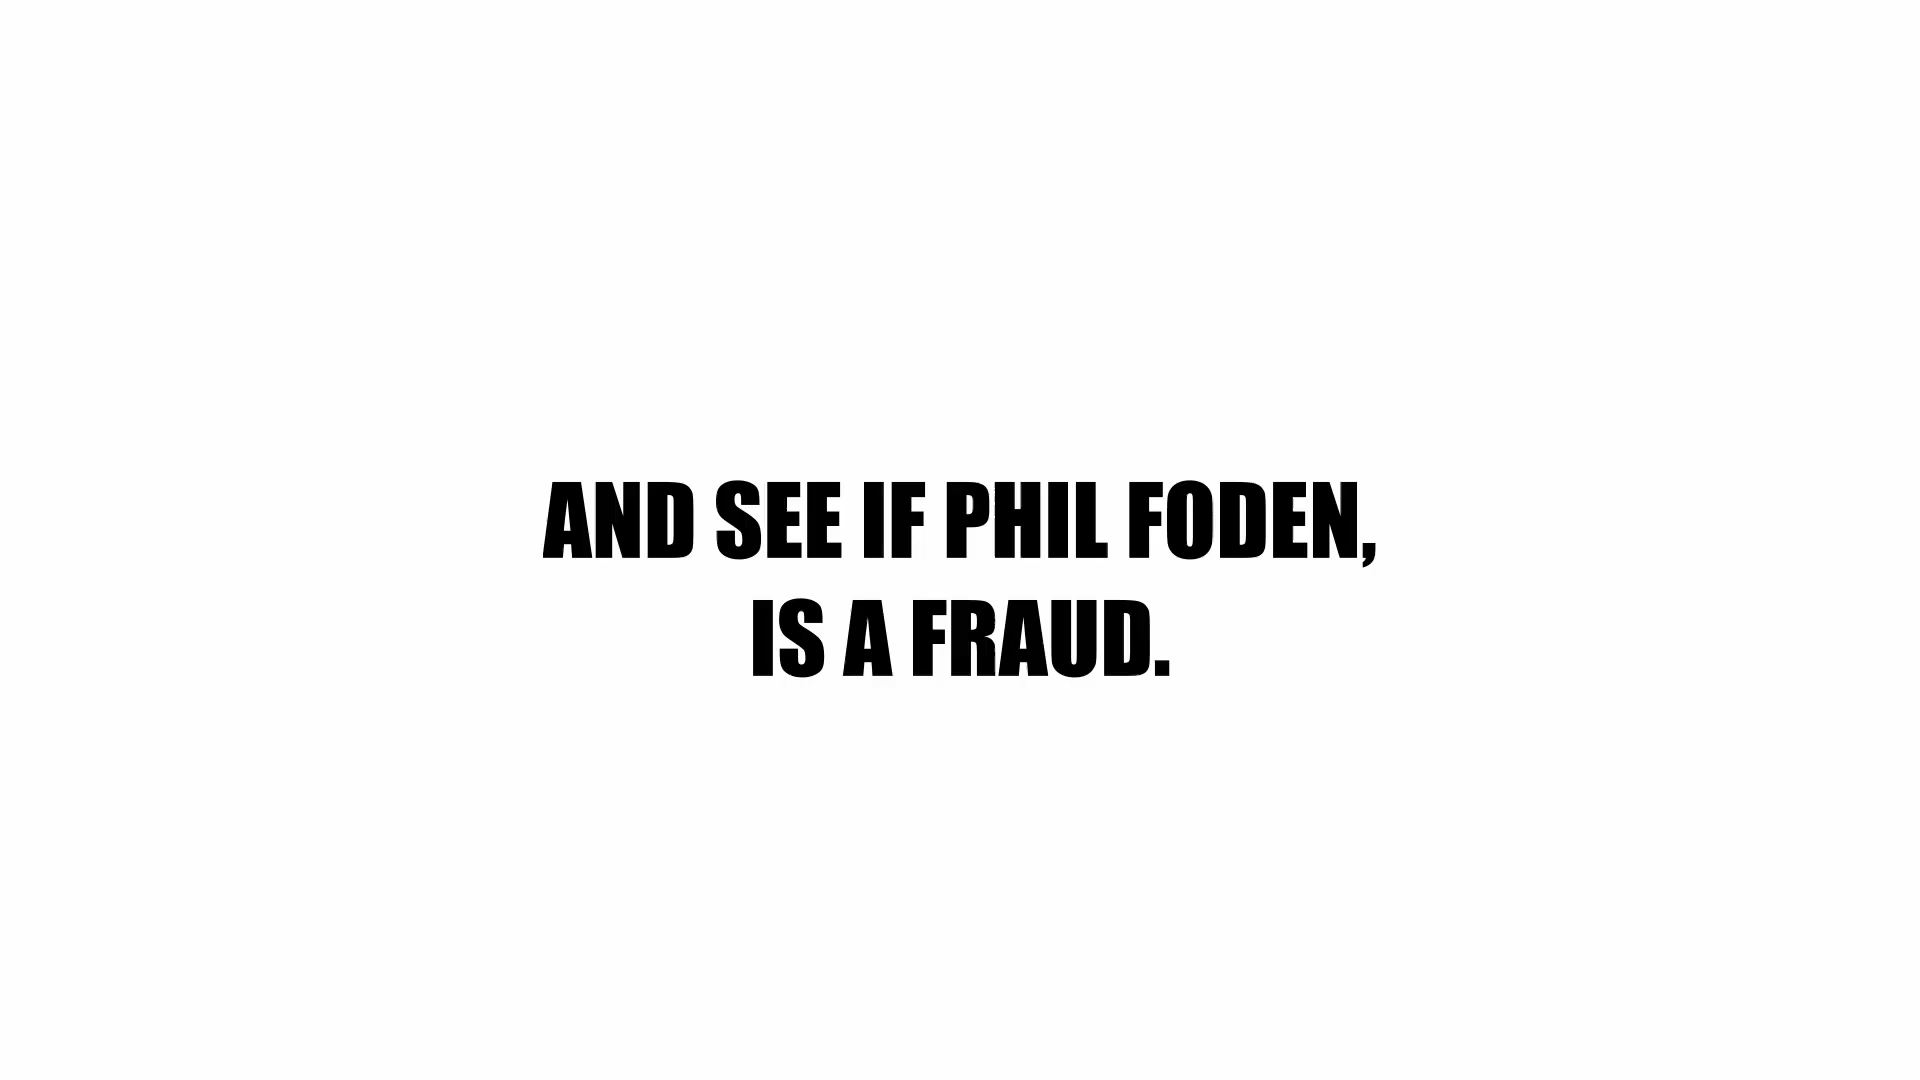 AND SEE IF PHIL FODEN,
IS A FRAUD.